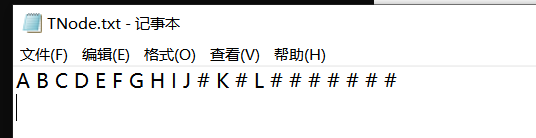 TNode.txt - 记事本
文件(F) 编辑(E) 格式(O) 查看(V) 帮助(H)
A B C D E F G H I J # K # L # # # # # # #